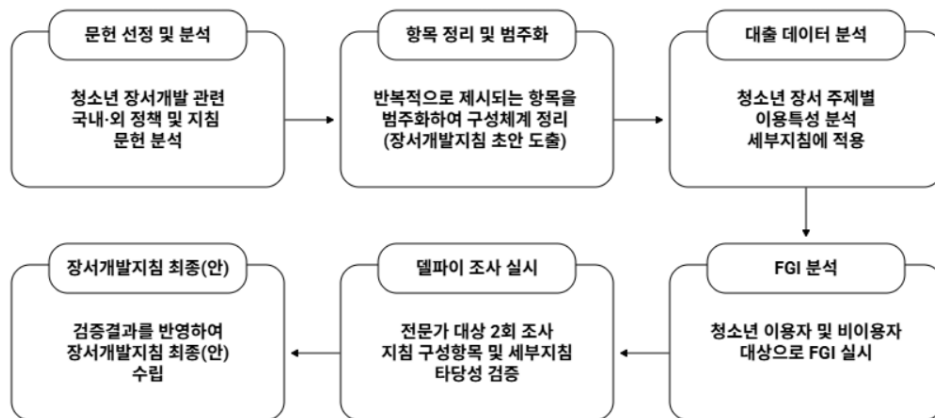 문헌 선정 및 분석
청소년 장서개발 관련
국내·외 정책 및 지침
문헌 분석
항목 정리 및 범주화
반복적으로 제시되는 항목을
범주화하여 구성체계 정리
(장서개발지침 초안 도출)
대출 데이터 분석
청소년 장서 주제별
이용특성 분석
세부지침에 적용
FGI 분석
청소년 이용자 및 비이용자
대상으로 FGI 실시
델파이 조사 실시
전문가 대상 2회 조사
지침 구성항목 및 세부지침
타당성 검증
장서개발지침 최종(안)
검증결과를 반영하여
장서개발지침 최종(안)
수립